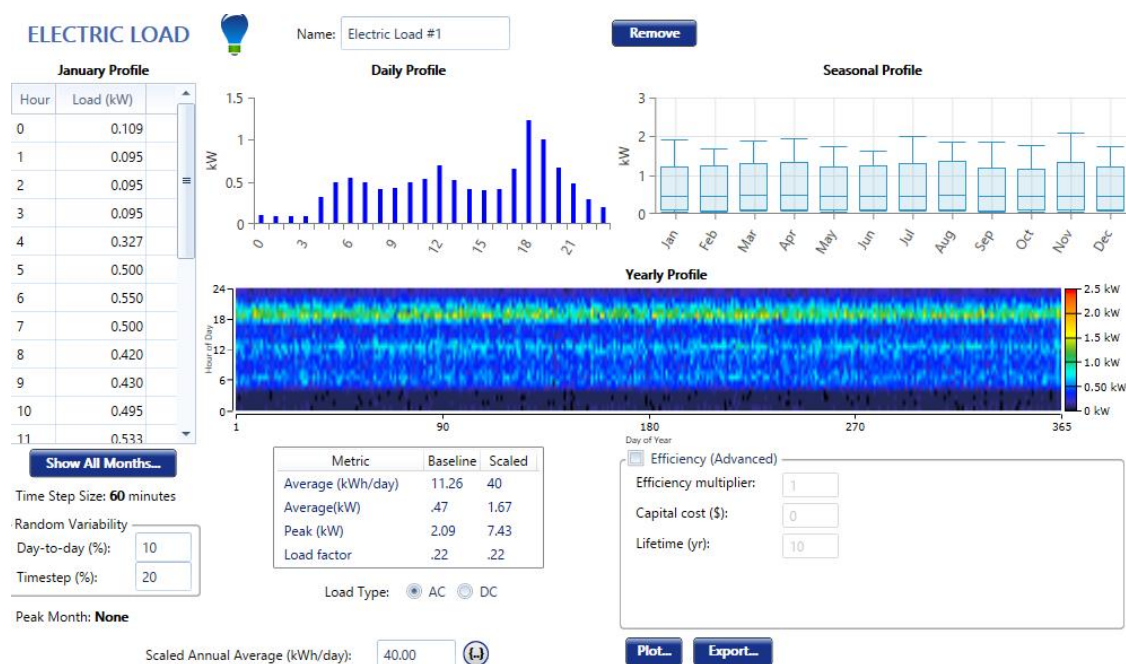 ELECTRIC LOAD
Name: Electric Load #1
Remove
January Profile
Hour Load (kW)
0 0.109
1 0.095
2 0.095
3 0.095
4 0.327
5 0.500
6 0.550
7 0.500
8 0.420
9 0.430
10 0.495
11 0.533
Show All Months...
Time Step Size: 60 minutes
Random Variability
Day-to-day (%): 10
Timestep (%): 20
Peak Month: None
Daily Profile
kW
1.5
1
0.5
0
0 3 6 9 12 15 18 21
Seasonal Profile
kW
3
2
1
0
Jan Feb Mar Apr May Jun Jul Aug Sep Oct Nov Dec
Yearly Profile
Hour of Day
24
18
12
6
0
1 90 180 270 365
Day of Year
2.5 kW
2.0 kW
1.5 kW
1.0 kW
0.50 kW
0 kW
Metric Baseline Scaled
Average (kWh/day) 11.26 40
Average(kW) .47 1.67
Peak (kW) 2.09 7.43
Load factor .22 .22
Load Type: AC DC
Efficiency (Advanced)
Efficiency multiplier: 1
Capital cost ($): 0
Lifetime (yr): 10
Scaled Annual Average (kWh/day): 40.00 {..}
Plot... Export...